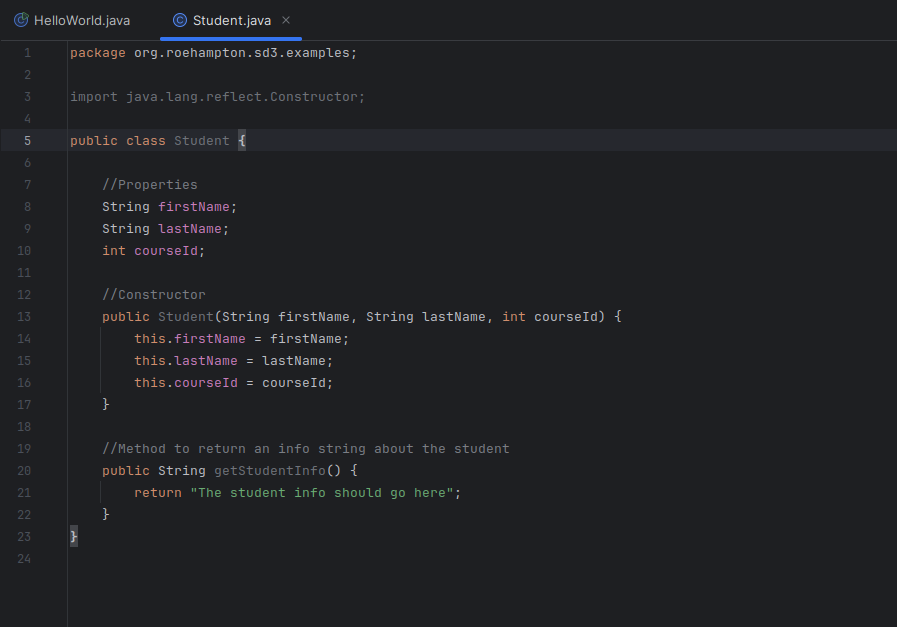 HelloWorld.java Student.java ×
1 package org.roehampton.sd3.examples;
2
3 import java.lang.reflect.Constructor;
4
5 public class Student {
6
7     //Properties
8     String firstName;
9     String lastName;
10     int courseId;
11
12     //Constructor
13     public Student(String firstName, String lastName, int courseId) {
14         this.firstName = firstName;
15         this.lastName = lastName;
16         this.courseId = courseId;
17     }
18
19     //Method to return an info string about the student
20     public String getStudentInfo() {
21         return "The student info should go here";
22     }
23 }
24